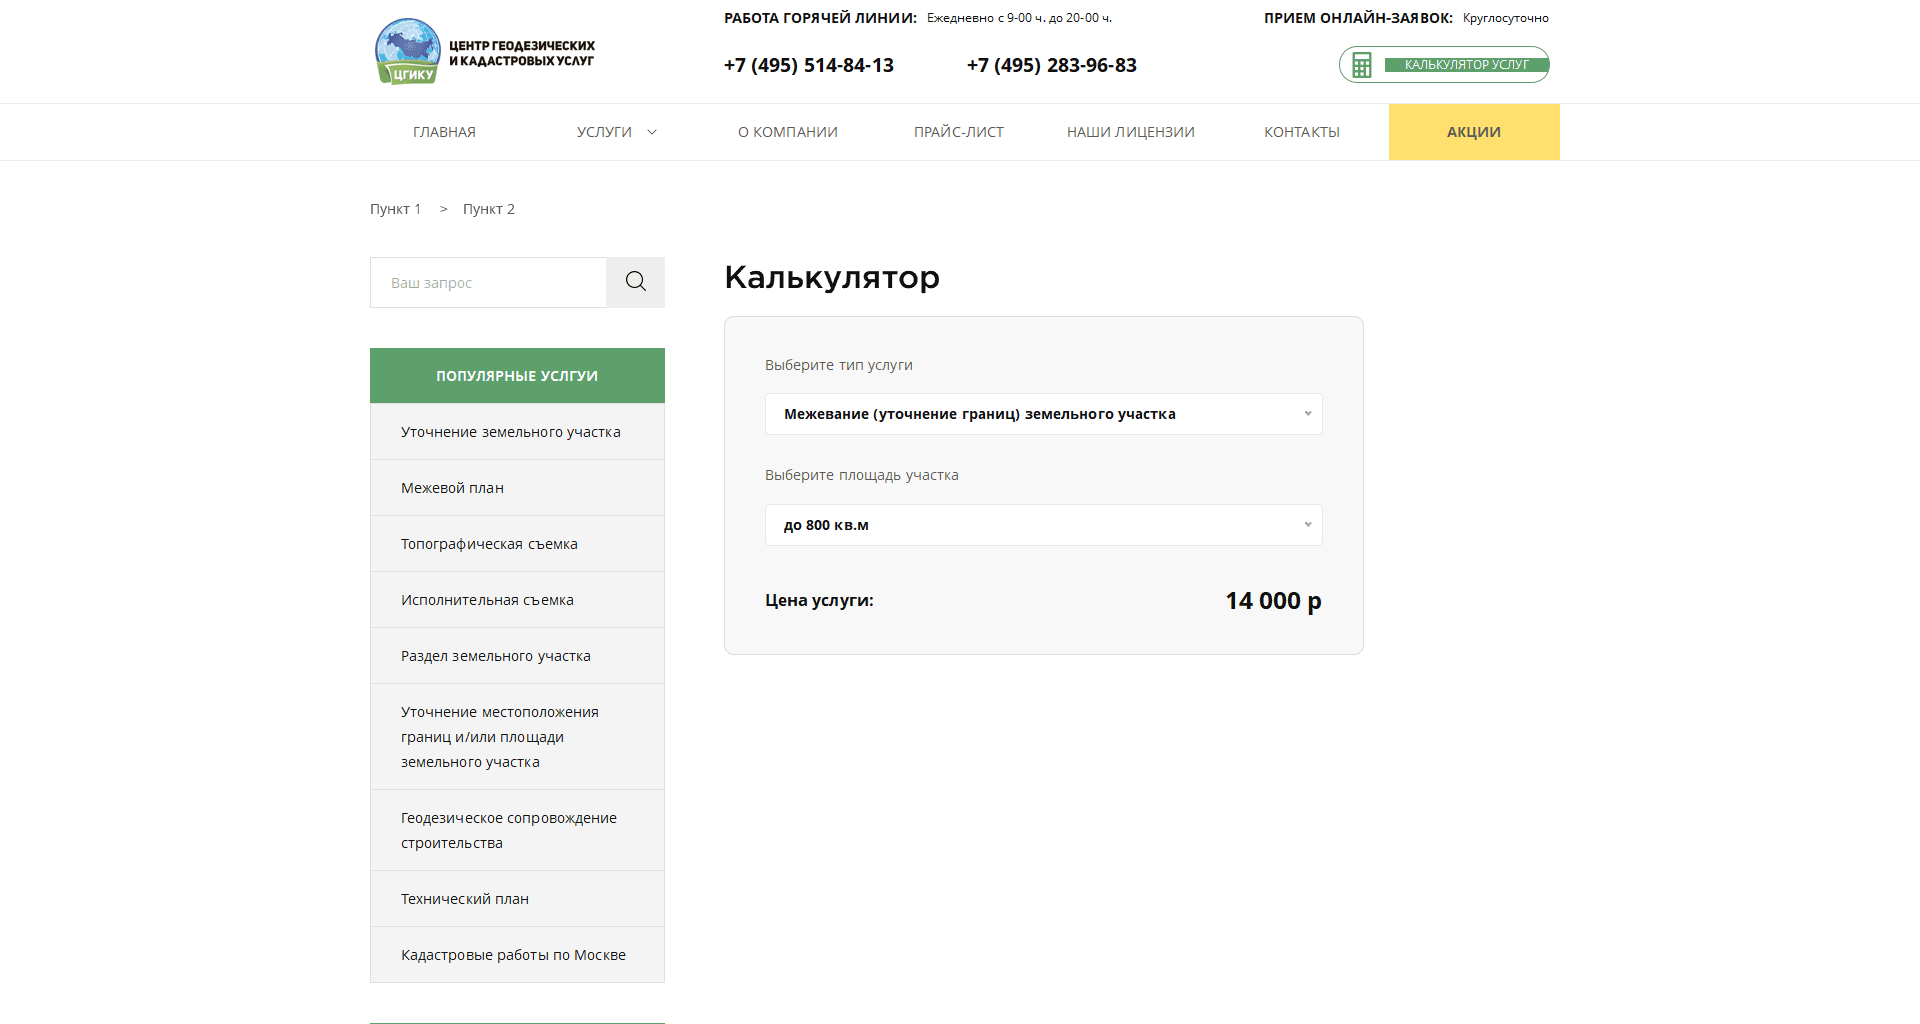 РАБОТА ГОРЯЧЕЙ ЛИНИИ: Ежедневно с 9-00 ч. до 20-00 ч.
ПРИЕМ ОНЛАЙН-ЗАЯВОК: Круглосуточно
ЦЕНТР ГЕОДЕЗИЧЕСКИХ
И КАДАСТРОВЫХ УСЛУГ
ЦГИКУ
+7 (495) 514-84-13
+7 (495) 283-96-83
КАЛЬКУЛЯТОР УСЛУГ
ГЛАВНАЯ
УСЛУГИ
О КОМПАНИИ
ПРАЙС-ЛИСТ
НАШИ ЛИЦЕНЗИИ
КОНТАКТЫ
АКЦИИ
Пункт 1 > Пункт 2
Ваш запрос
ПОПУЛЯРНЫЕ УСЛГУИ
Уточнение земельного участка
Межевой план
Топографическая съемка
Исполнительная съемка
Раздел земельного участка
Уточнение местоположения
границ и/или площади
земельного участка
Геодезическое сопровождение
строительства
Технический план
Кадастровые работы по Москве
Калькулятор
Выберите тип услуги
Межевание (уточнение границ) земельного участка
Выберите площадь участка
до 800 кв.м
Цена услуги:
14 000 р